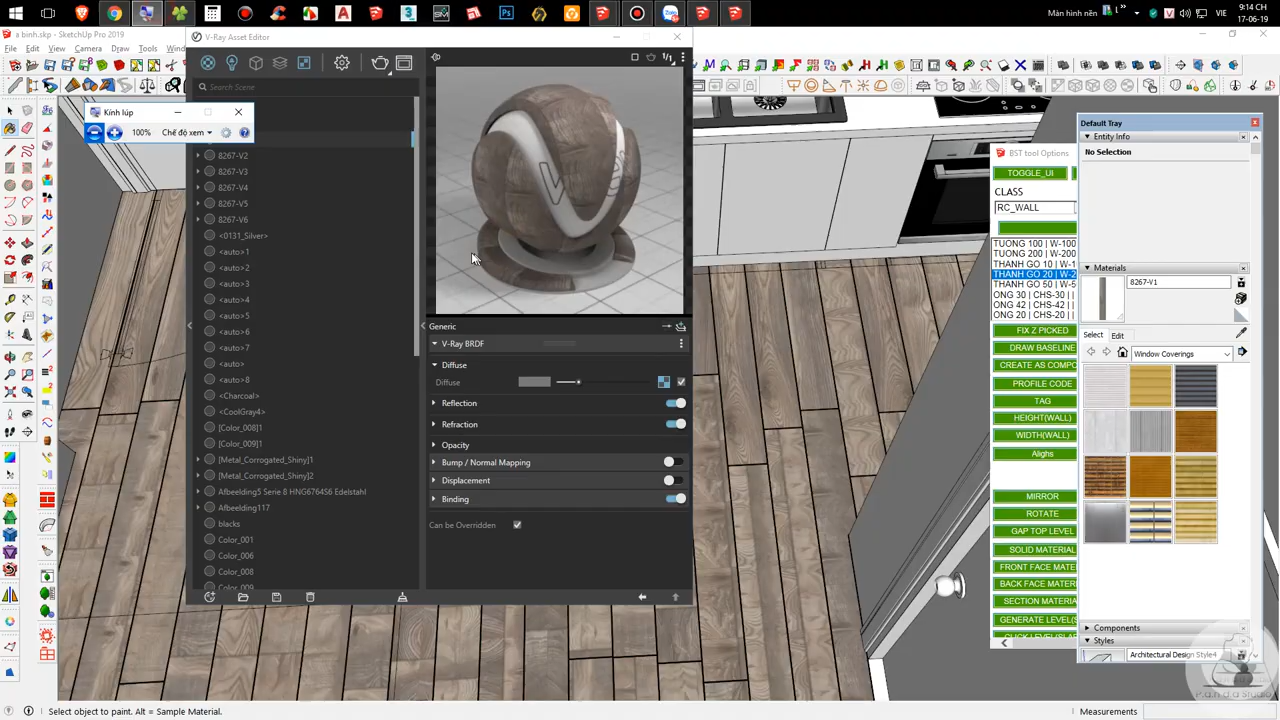 Màn hình nền
VIE
9:14 CH
17-06-19
a binh.skp - SketchUp Pro 2019
File
Edit
View
Camera
Draw
Tools
V-Ray Asset Editor
Search Scene
Kính lúp
100%
Chế độ xem
8267-V2
8267-V3
8267-V4
8267-V5
8267-V6
<0131_Silver>
<auto>1
<auto>2
<auto>3
<auto>4
<auto>5
<auto>6
<auto>7
<auto>
<auto>8
<Charcoal>
<CoolGray4>
[Color_008]1
[Color_009]1
[Metal_Corrogated_Shiny]1
[Metal_Corrogated_Shiny]2
Afbeelding5 Serie 8 HNG6764S6 Edelstahl
Afbeelding117
blacks
Color_001
Color_006
Color_008
Color_009
Generic
V-Ray BRDF
Diffuse
Diffuse
Reflection
Refraction
Opacity
Bump / Normal Mapping
Displacement
Binding
Can be Overridden
BST tool Options
TOGGLE_UI
CLASS
RC_WALL
TUONG 100 | W-100
TUONG 200 | W-200
THANH GO 10 | W-1
THANH GO 20 | W-2
THANH GO 50 | W-5
ONG 30 | CHS-30 |
ONG 42 | CHS-42 |
ONG 20 | CHS-20 |
FIX Z PICKED
DRAW BASELINE
CREATE AS COMPO
PROFILE CODE
TAG
HEIGHT(WALL)
WIDTH(WALL)
Alighs
MIRROR
ROTATE
GAP TOP LEVEL
SOLID MATERIAL
FRONT FACE MATE
BACK FACE MATER
SECTION MATERIA
GENERATE LEVEL(S
CLICK LEVEL(SLAB
Default Tray
Entity Info
No Selection
Materials
8267-V1
Select
Edit
Window Coverings
Components
Styles
Architectural Design Style4
P.a.n.d.a S t u d i o
Select object to paint. Alt = Sample Material.
Measurements